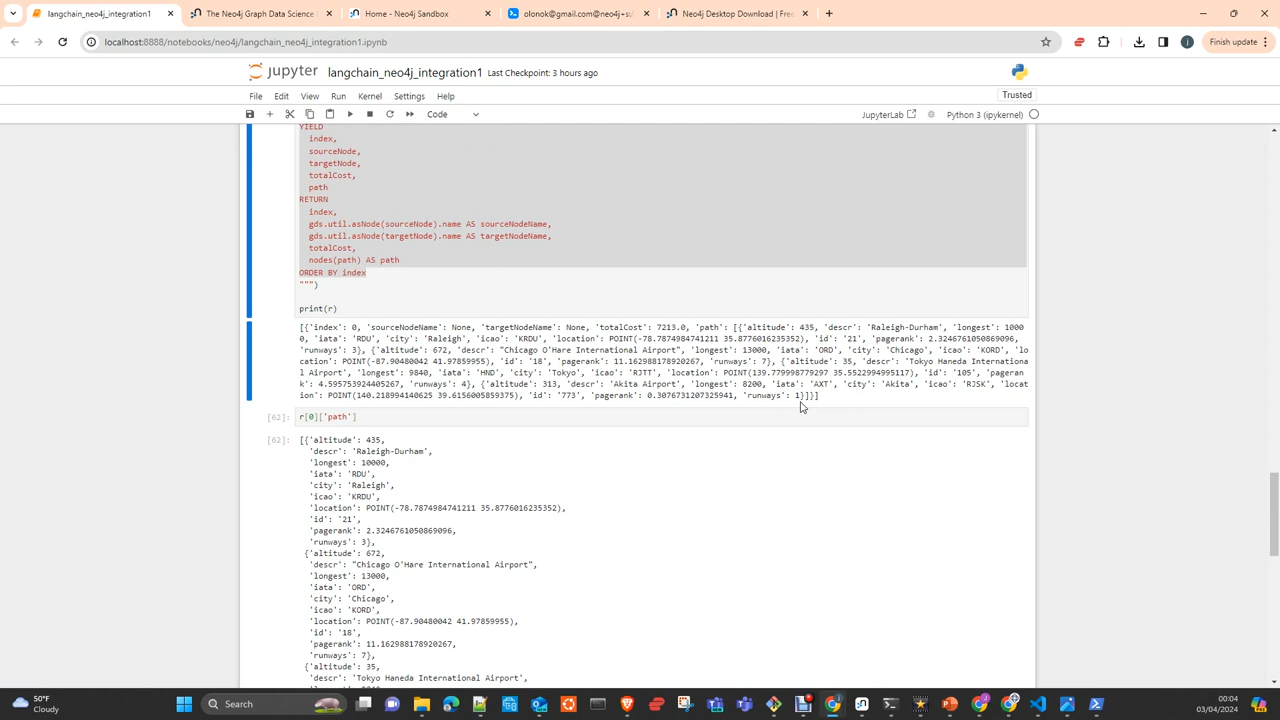 langchain_neo4j_integration1
The Neo4j Graph Data Science
Home - Neo4j Sandbox
olonok@gmail.com@neo4j+s:/
Neo4j Desktop Download | Free
localhost:8888/notebooks/neo4j/langchain_neo4j_integration1.ipynb
Finish update
jupyter langchain_neo4j_integration1 Last Checkpoint: 3 hours ago
File Edit View Run Kernel Settings Help
Trusted
Code
JupyterLab
Python 3 (ipykernel)
YIELD
index,
sourceNode,
targetNode,
totalCost,
path
RETURN
index,
gds.util.asNode(sourceNode).name AS sourceNodeName,
gds.util.asNode(targetNode).name AS targetNodeName,
totalCost,
nodes(path) AS path
ORDER BY index
""")
print(r)
[{'index': 0, 'sourceNodeName': None, 'targetNodeName': None, 'totalCost': 7213.0, 'path': [{'altitude': 435, 'descr': 'Raleigh-Durham', 'longest': 1000
0, 'iata': 'RDU', 'city': 'Raleigh', 'icao': 'KRDU', 'location': POINT(-78.7874984741211 35.8776016235352), 'id': '21', 'pagerank': 2.3246761050869096,
'runways': 3}, {'altitude': 672, 'descr': "Chicago O'Hare International Airport", 'longest': 13000, 'iata': 'ORD', 'city': 'Chicago', 'icao': 'KORD', 'lo
cation': POINT(-87.90480042 41.97859955), 'id': '18', 'pagerank': 11.162988178920267, 'runways': 7}, {'altitude': 35, 'descr': 'Tokyo Haneda Internationa
l Airport', 'longest': 9840, 'iata': 'HND', 'city': 'Tokyo', 'icao': 'RJTT', 'location': POINT(139.779998779297 35.5522994995117), 'id': '105', 'pagerank
': 4.595753924405267, 'runways': 4}, {'altitude': 313, 'descr': 'Akita Airport', 'longest': 8200, 'iata': 'AXT', 'city': 'Akita', 'icao': 'RJSK', 'locat
ion': POINT(140.218994140625 39.6156005859375), 'id': '773', 'pagerank': 0.3076731207325941, 'runways': 1}]}]
[62]: r[0]['path']
[62]: [{'altitude': 435,
'descr': 'Raleigh-Durham',
'longest': 10000,
'iata': 'RDU',
'city': 'Raleigh',
'icao': 'KRDU',
'location': POINT(-78.7874984741211 35.8776016235352),
'id': '21',
'pagerank': 2.3246761050869096,
'runways': 3},
{'altitude': 672,
'descr': "Chicago O'Hare International Airport",
'longest': 13000,
'iata': 'ORD',
'city': 'Chicago',
'icao': 'KORD',
'location': POINT(-87.90480042 41.97859955),
'id': '18',
'pagerank': 11.162988178920267,
'runways': 7},
{'altitude': 35,
'descr': 'Tokyo Haneda International Airport',
50°F
Cloudy
Search
00:04
03/04/2024